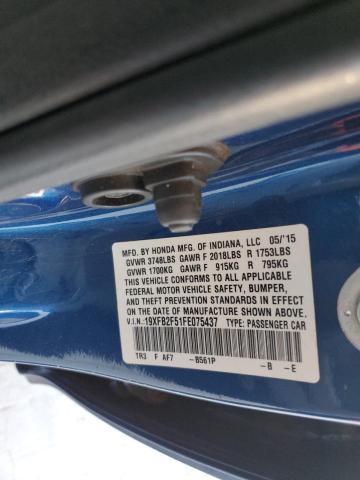 MFD. BY HONDA MFG. OF INDIANA, LLC 05/'15
GVWR 3748LBS GAWR F 2018LBS R 1753LBS
GVWR 1700KG GAWR F 915KG R 795KG
THIS VEHICLE CONFORMS TO ALL APPLICABLE
FEDERAL MOTOR VEHICLE SAFETY, BUMPER,
AND THEFT PREVENTION STANDARDS IN EFFECT
ON THE DATE OF MANUFACTURE SHOWN ABOVE.
V.I.N.: 19XFB2F51FE075437 TYPE: PASSENGER CAR
TR3 F AF7 -B561P -B -E